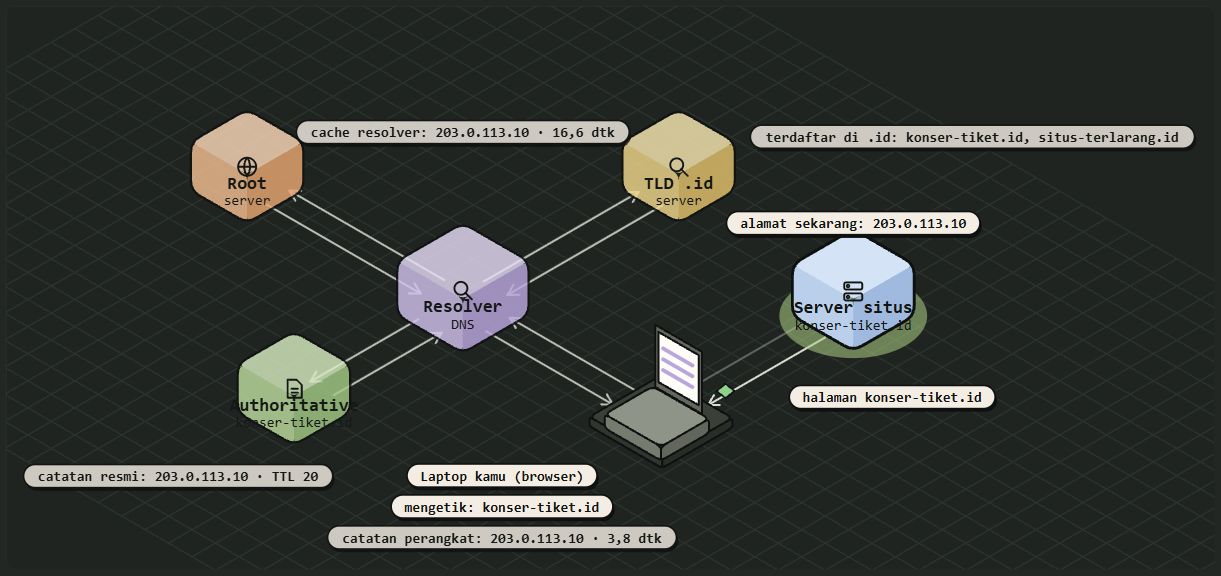 cache resolver: 203.0.113.10 · 16,6 dtk
terdaftar di .id: konser-tiket.id, situs-terlarang.id
Root
server
TLD .id
server
alamat sekarang: 203.0.113.10
Resolver
DNS
Server situs
konser-tiket.id
Authoritative
konser-tiket.id
halaman konser-tiket.id
catatan resmi: 203.0.113.10 · TTL 20
Laptop kamu (browser)
mengetik: konser-tiket.id
catatan perangkat: 203.0.113.10 · 3,8 dtk